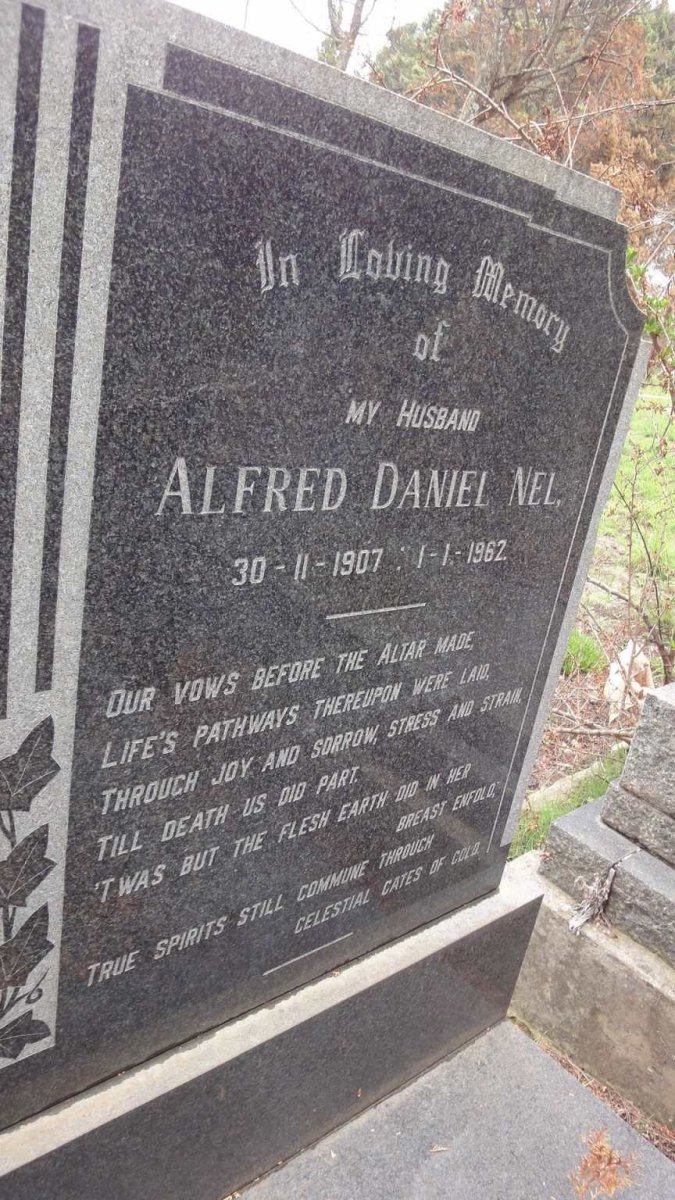 In Loving Memory
of
MY HUSBAND
ALFRED DANIEL NEL,
30-11-1907 : 1-1-1962.
OUR VOWS BEFORE THE ALTAR MADE,
LIFE'S PATHWAYS THEREUPON WERE LAID,
THROUGH JOY AND SORROW, STRESS AND STRAIN,
TILL DEATH US DID PART.
'TWAS BUT THE FLESH EARTH DID IN HER
BREAST ENFOLD,
TRUE SPIRITS STILL COMMUNE THROUGH
CELESTIAL GATES OF GOLD.